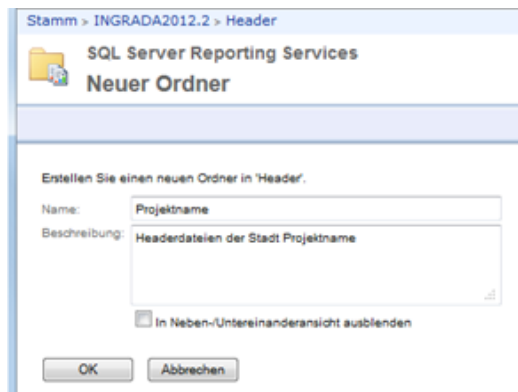 Stamm > INGRADA2012.2 > Header
SQL Server Reporting Services
Neuer Ordner
Erstellen Sie einen neuen Ordner in 'Header'.
Name: Projektname
Beschreibung: Headerdateien der Stadt Projektname
In Neben-/Untereinanderansicht ausblenden
OK Abbrechen